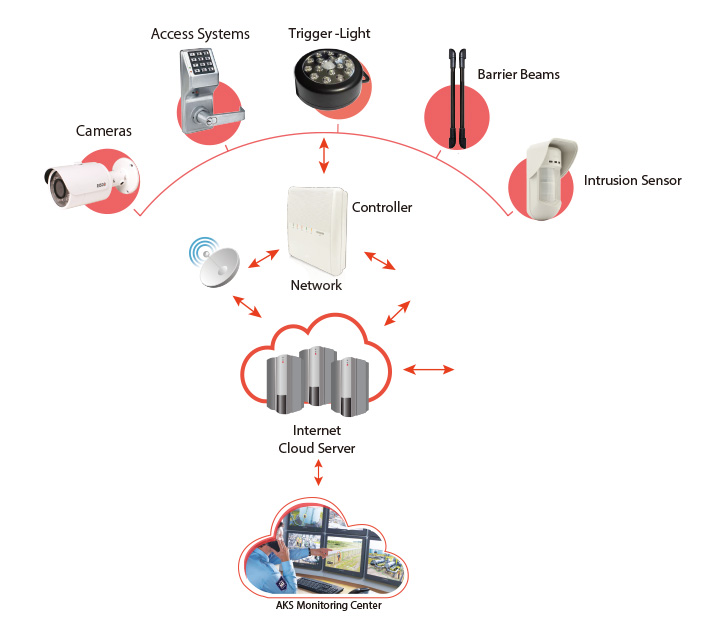 Access Systems
Trigger-Light
Barrier Beams
Cameras
Intrusion Sensor
Controller
Network
Internet
Cloud Server
AKS Monitoring Center